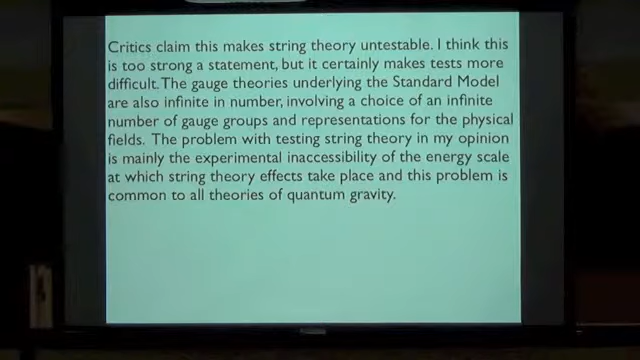 Critics claim this makes string theory untestable. I think this
is too strong a statement, but it certainly makes tests more
difficult. The gauge theories underlying the Standard Model
are also infinite in number, involving a choice of an infinite
number of gauge groups and representations for the physical
fields. The problem with testing string theory in my opinion
is mainly the experimental inaccessibility of the energy scale
at which string theory effects take place and this problem is
common to all theories of quantum gravity.